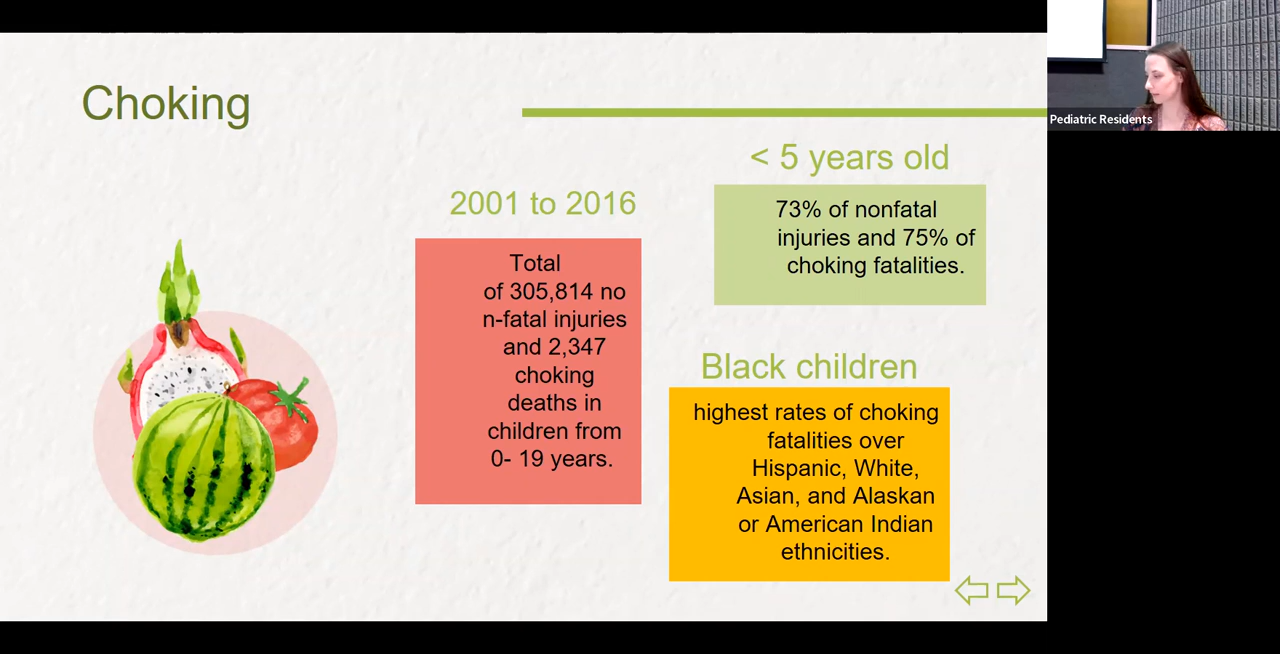 Choking
2001 to 2016
Total
of 305,814 no
n-fatal injuries
and 2,347
choking
deaths in
children from
0- 19 years.
< 5 years old
73% of nonfatal
injuries and 75% of
choking fatalities.
Black children
highest rates of choking
fatalities over
Hispanic, White,
Asian, and Alaskan
or American Indian
ethnicities.
Pediatric Residents